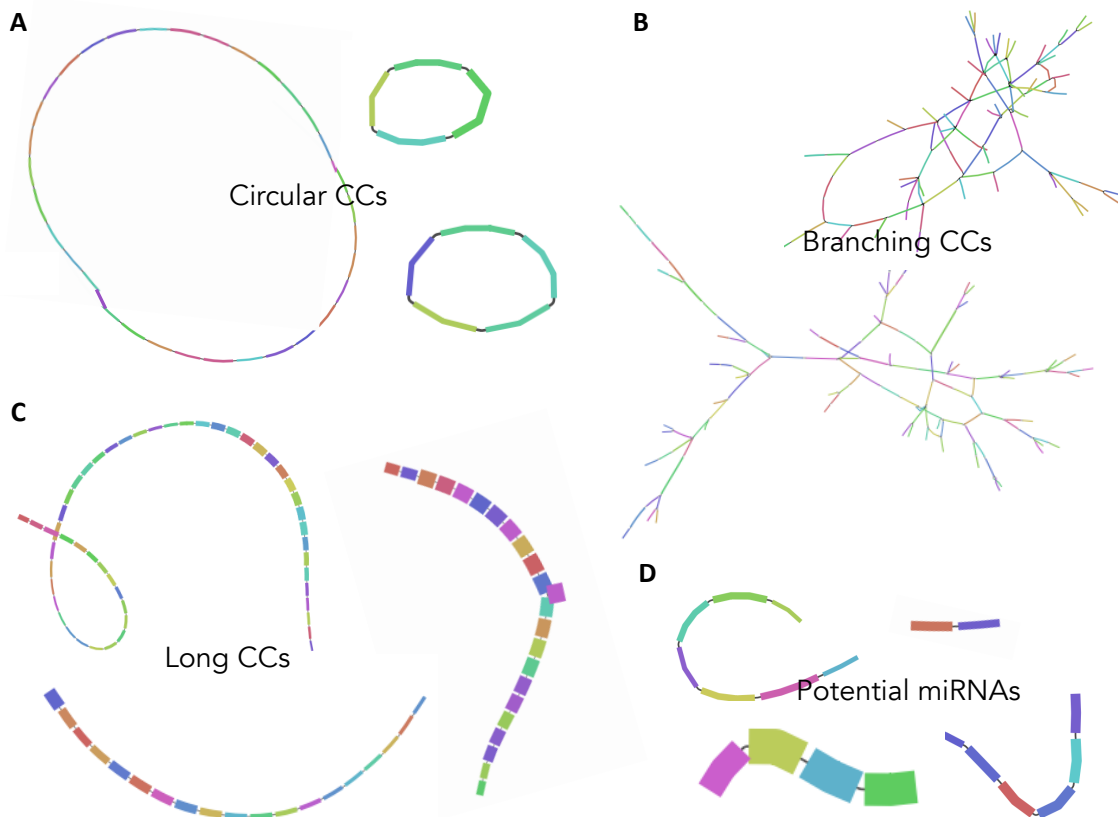 A
Circular CCs
B
Branching CCs
C
Long CCs
D
Potential miRNAs